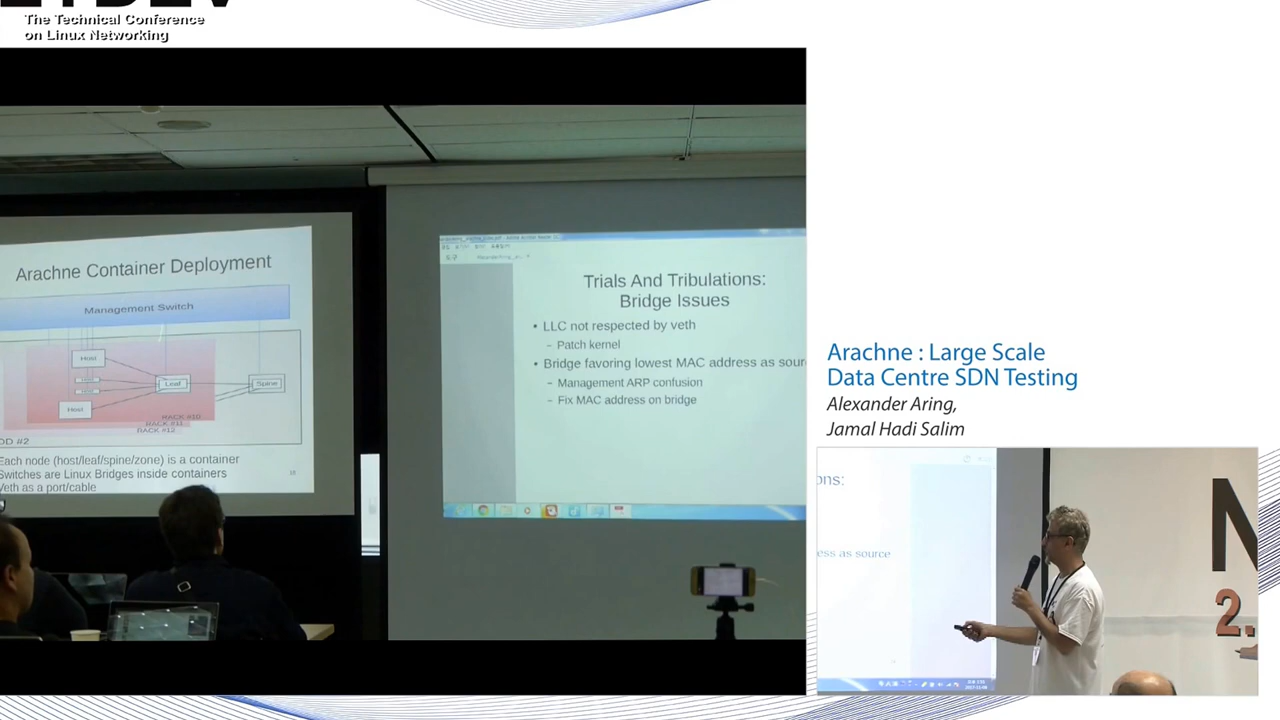 The Technical Conference
on Linux Networking
Arachne Container Deployment
Management Switch
Host
Leaf
Spine
Host
RACK #10
RACK #11
RACK #12
OD #2
Each node (host/leaf/spine/zone) is a container
Switches are Linux Bridges inside containers
Veth as a port/cable
Trials And Tribulations:
Bridge Issues
• LLC not respected by veth
– Patch kernel
• Bridge favoring lowest MAC address as sour
– Management ARP confusion
– Fix MAC address on bridge
Arachne : Large Scale
Data Centre SDN Testing
Alexander Aring,
Jamal Hadi Salim
ons:
ess as source
N
2.